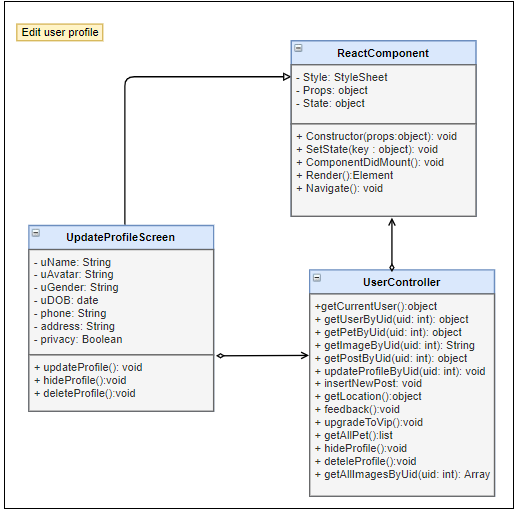 Edit user profile
ReactComponent
- Style: StyleSheet
- Props: object
- State: object
+ Constructor(props:object): void
+ SetState(key : object): void
+ ComponentDidMount(): void
+ Render():Element
+ Navigate(): void
UpdateProfileScreen
- uName: String
- uAvatar: String
- uGender: String
- uDOB: date
- phone: String
- address: String
- privacy: Boolean
+ updateProfile(): void
+ hideProfile():void
+ deleteProfile():void
UserController
+getCurrentUser():object
+ getUserByUid(uid: int): object
+ getPetByUid(uid: int): object
+ getImageByUid(uid: int): String
+ getPostByUid(uid: int): object
+ updateProfileByUid(uid: int): void
+ insertNewPost: void
+ getLocation():object
+ feedback():void
+ upgradeToVip():void
+ getAllPet():list
+ hideProfile():void
+ deteleProfile():void
+ getAllImagesByUid(uid: int): Array